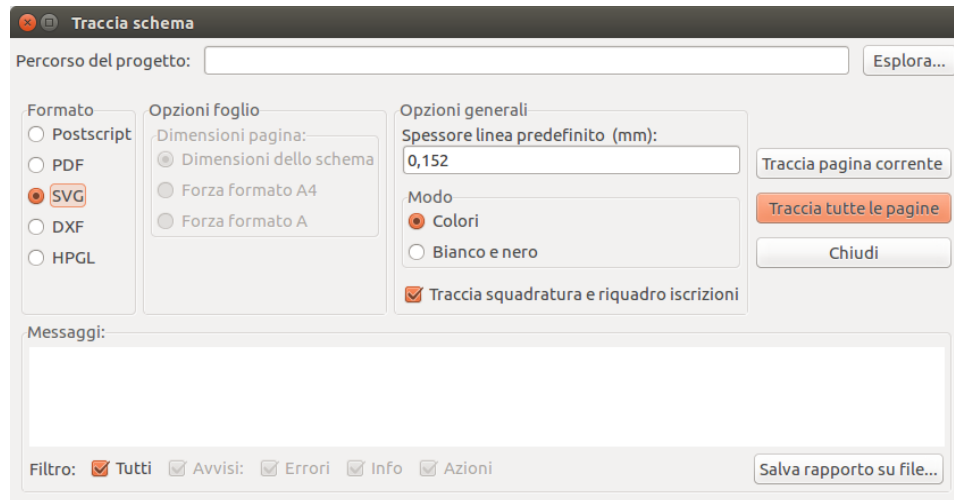 Traccia schema
Percorso del progetto:
Esplora...
Formato
Postscript
PDF
SVG
DXF
HPGL
Opzioni foglio
Dimensioni pagina:
Dimensioni dello schema
Forza formato A4
Forza formato A
Opzioni generali
Spessore linea predefinito (mm):
0,152
Modo
Colori
Bianco e nero
Traccia squadratura e riquadro iscrizioni
Traccia pagina corrente
Traccia tutte le pagine
Chiudi
Messaggi:
Filtro: Tutti Avvisi: Errori Info Azioni
Salva rapporto su file...